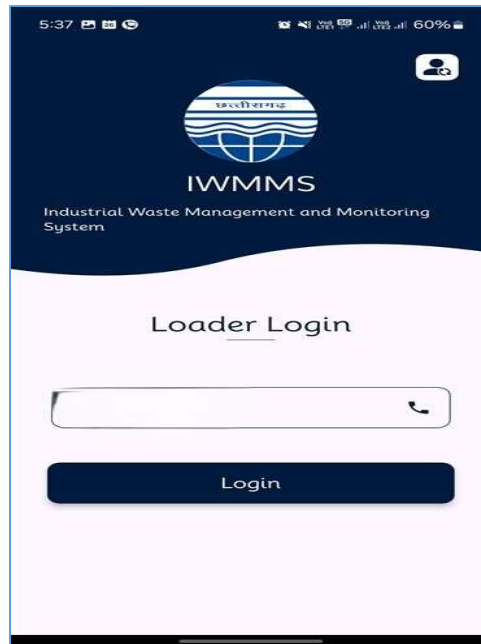 5:37 60%
छत्तीसगढ़
IWMMS
Industrial Waste Management and Monitoring
System
Loader Login
Login